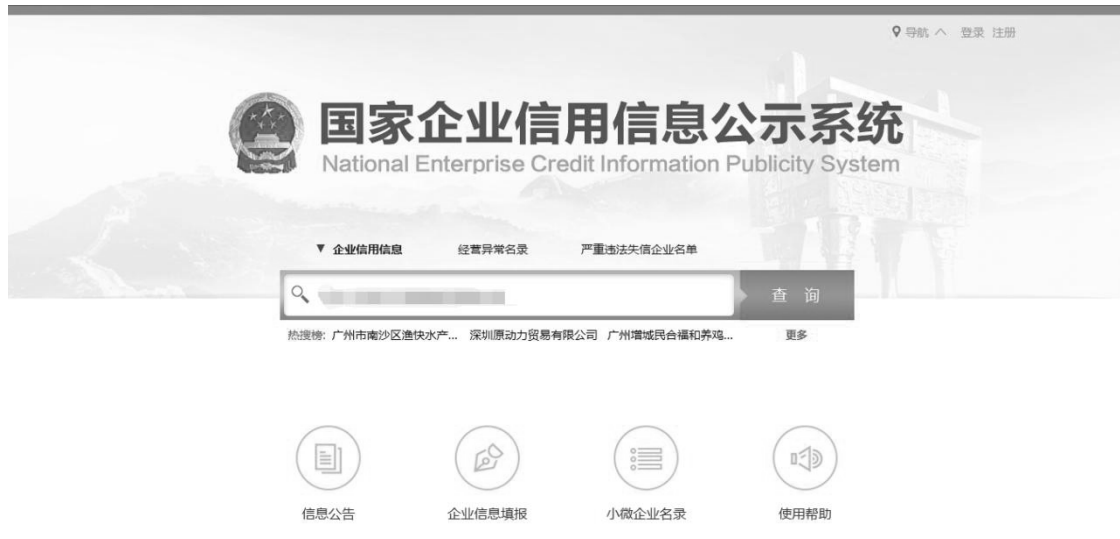 导航 登录 注册
国家企业信用信息公示系统
National Enterprise Credit Information Publicity System
企业信用信息 经营异常名录 严重违法失信企业名单
查 询
热搜榜: 广州市南沙区渔快水产... 深圳原动力贸易有限公司 广州增城民合福和养鸡... 更多
信息公告 企业信息填报 小微企业名录 使用帮助